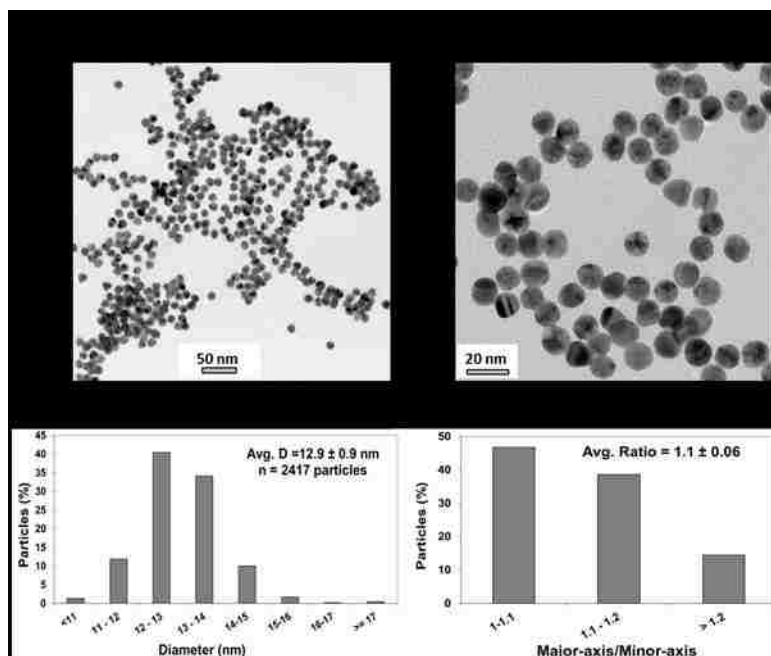 50 nm
20 nm
Avg. D =12.9 ± 0.9 nm
n = 2417 particles
Particles (%)
45
40
35
30
25
20
15
10
5
0
<11
11 - 12
12 - 13
13 - 14
14-15
15-16
16-17
>= 17
Diameter (nm)
Avg. Ratio = 1.1 ± 0.06
Particles (%)
50
40
30
20
10
0
1-1.1
1.1 - 1.2
> 1.2
Major-axis/Minor-axis